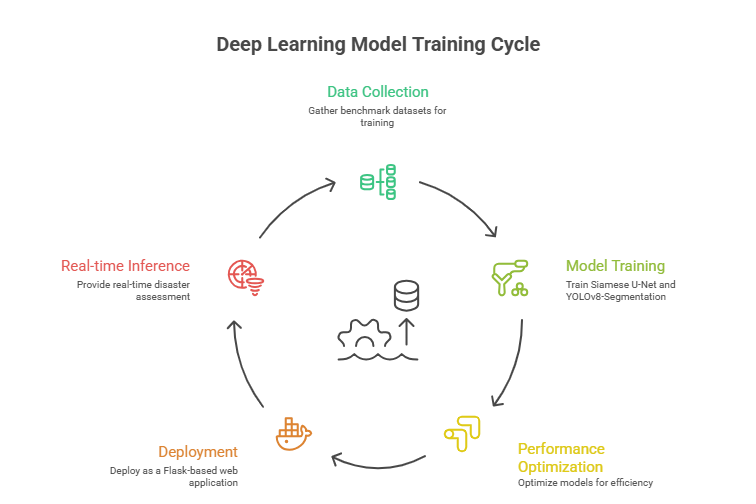 Deep Learning Model Training Cycle
Data Collection
Gather benchmark datasets for
training
Model Training
Train Siamese U-Net and
YOLOv8-Segmentation
Performance
Optimization
Optimize models for efficiency
Deployment
Deploy as a Flask-based web
application
Real-time Inference
Provide real-time disaster
assessment